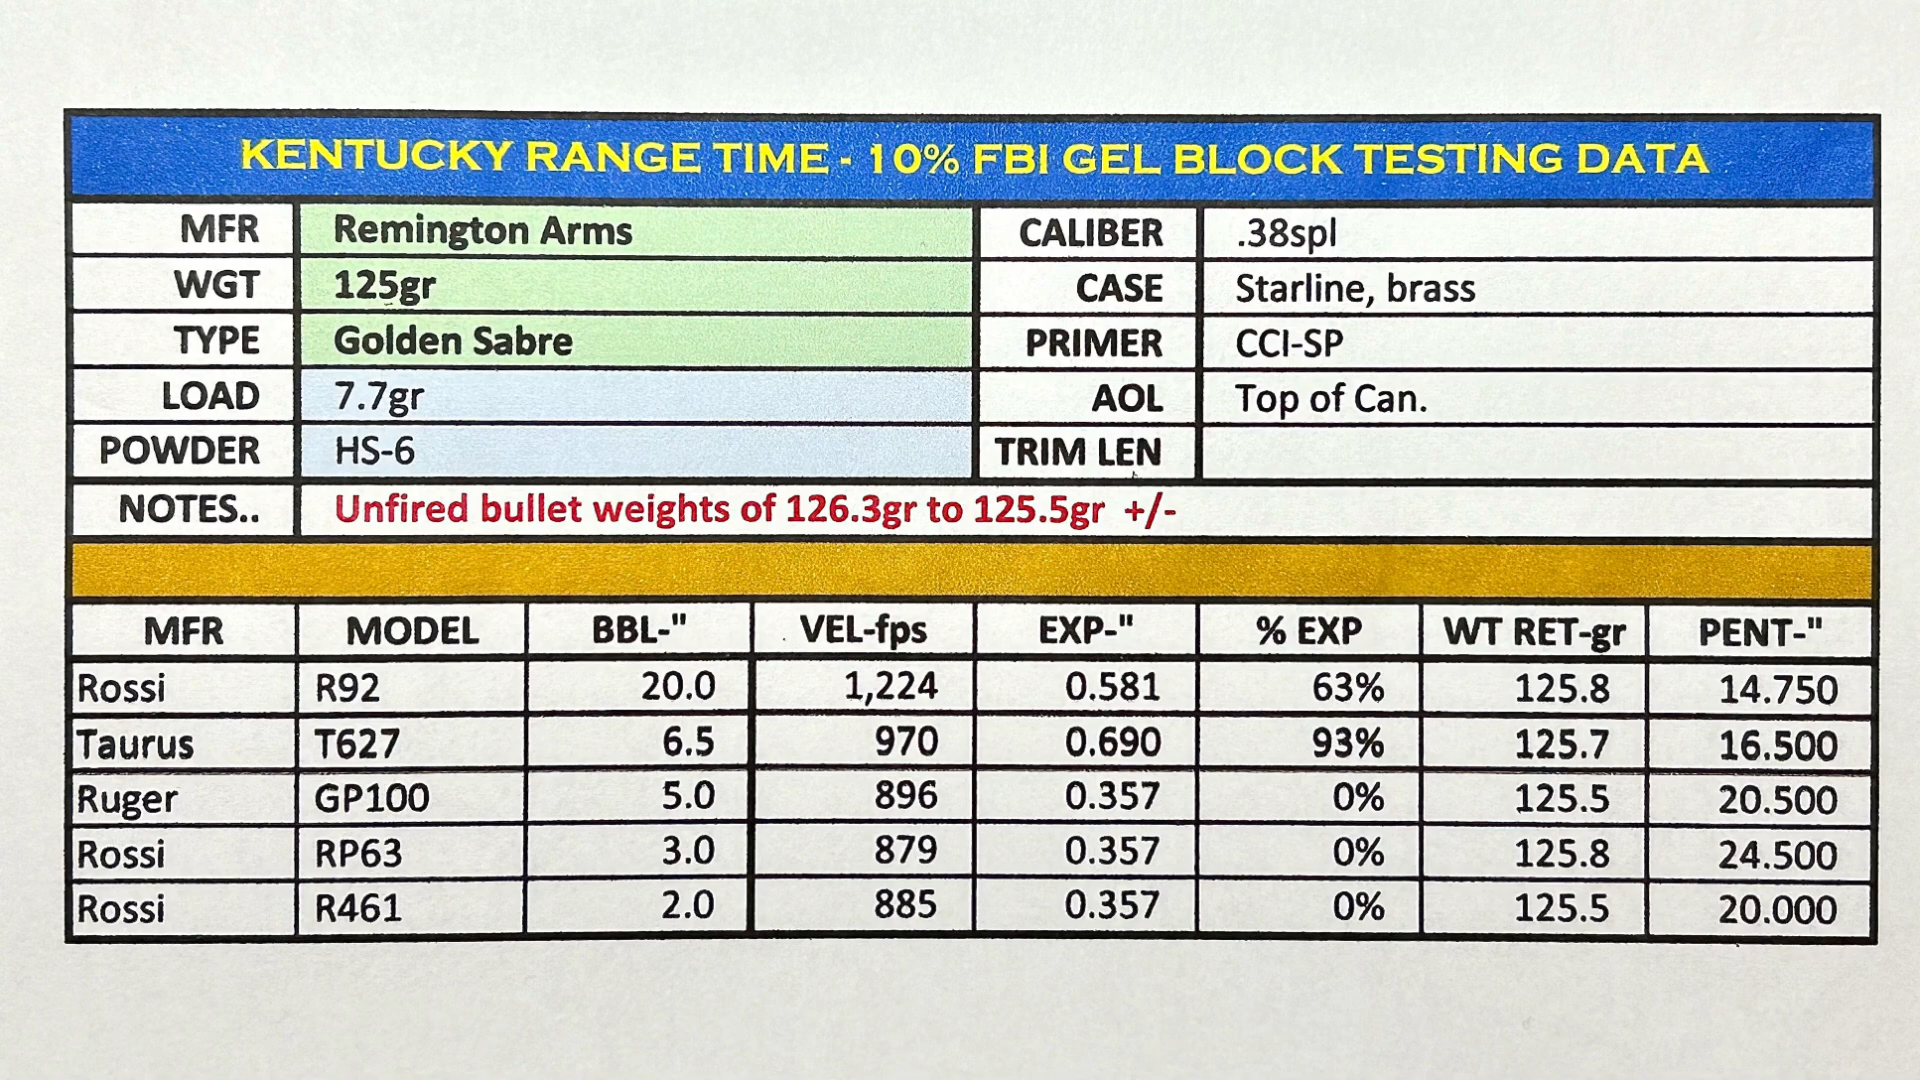 KENTUCKY RANGE TIME - 10% FBI GEL BLOCK TESTING DATA
MFR Remington Arms CALIBER .38spl
WGT 125gr CASE Starline, brass
TYPE Golden Sabre PRIMER CCI-SP
LOAD 7.7gr AOL Top of Can.
POWDER HS-6 TRIM LEN
NOTES.. Unfired bullet weights of 126.3gr to 125.5gr +/-
MFR MODEL BBL-" VEL-fps EXP-" % EXP WT RET-gr PENT-"
Rossi R92 20.0 1,224 0.581 63% 125.8 14.750
Taurus T627 6.5 970 0.690 93% 125.7 16.500
Ruger GP100 5.0 896 0.357 0% 125.5 20.500
Rossi RP63 3.0 879 0.357 0% 125.8 24.500
Rossi R461 2.0 885 0.357 0% 125.5 20.000